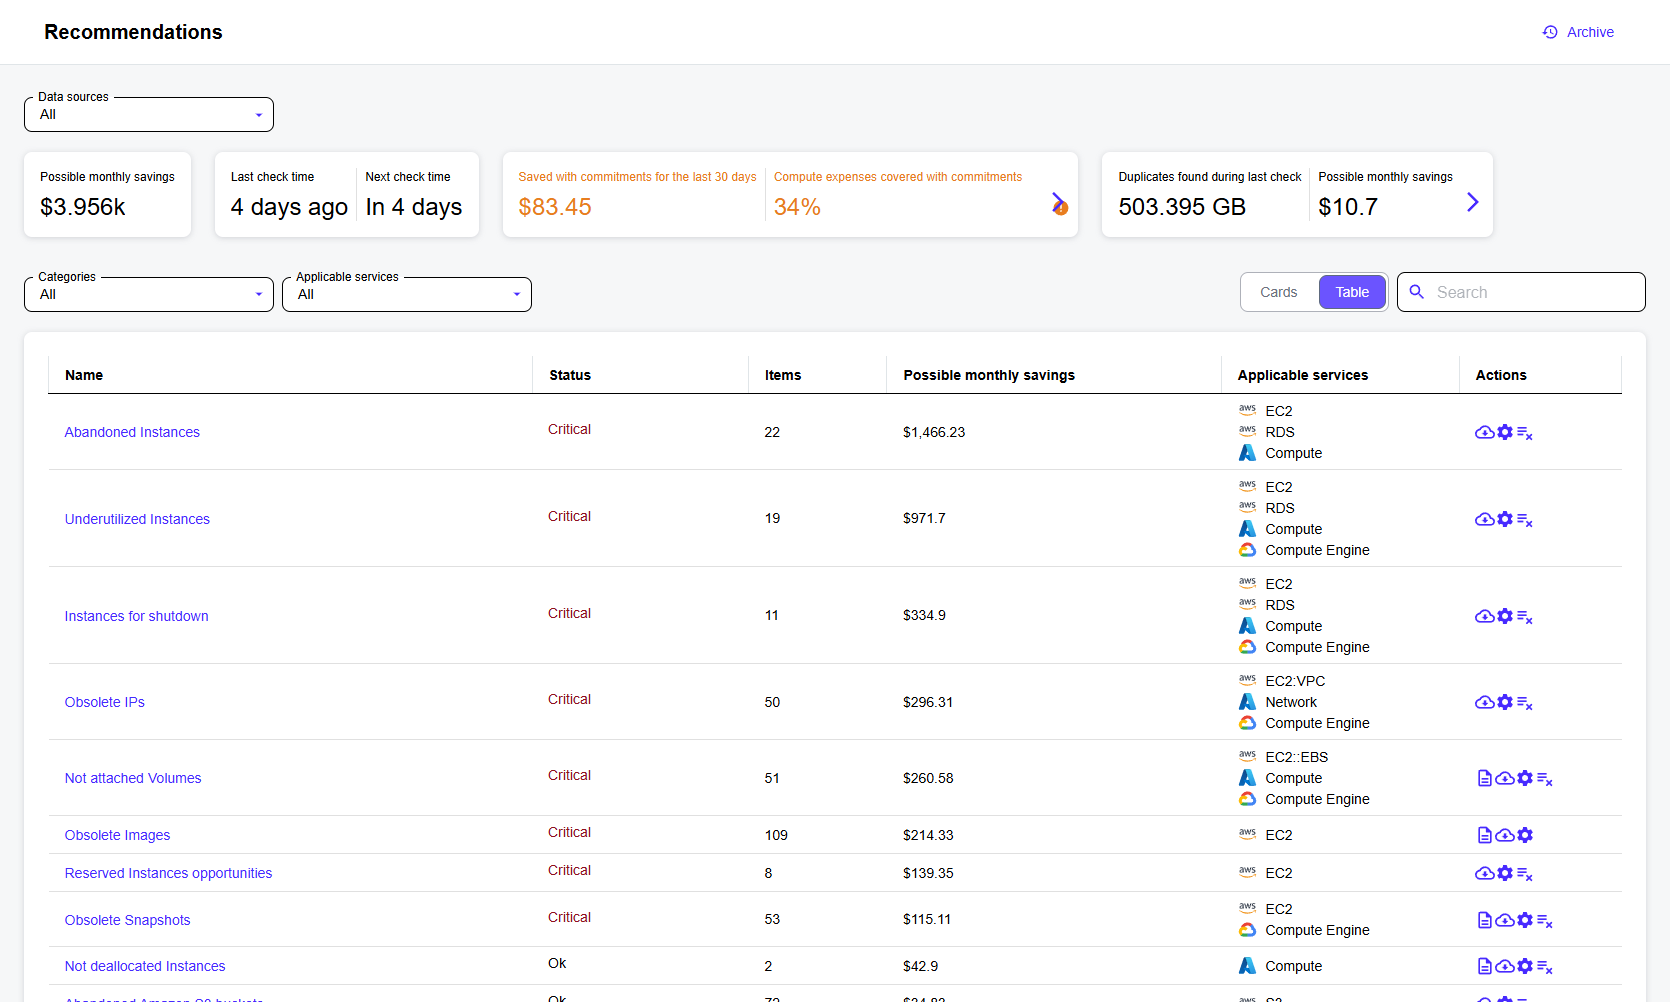 Recommendations
Archive
Data sources
All
Possible monthly savings
$3.956k
Last check time
4 days ago
Next check time
In 4 days
Saved with commitments for the last 30 days
$83.45
Compute expenses covered with commitments
34%
Duplicates found during last check
503.395 GB
Possible monthly savings
$10.7
Categories
All
Applicable services
All
Cards
Table
Search
Name Status Items Possible monthly savings Applicable services Actions
Abandoned Instances Critical 22 $1,466.23
aws EC2
aws RDS
Compute
Underutilized Instances Critical 19 $971.7
aws EC2
aws RDS
Compute
Compute Engine
Instances for shutdown Critical 11 $334.9
aws EC2
aws RDS
Compute
Compute Engine
Obsolete IPs Critical 50 $296.31
aws EC2:VPC
Network
Compute Engine
Not attached Volumes Critical 51 $260.58
aws EC2::EBS
Compute
Compute Engine
Obsolete Images Critical 109 $214.33 aws EC2
Reserved Instances opportunities Critical 8 $139.35 aws EC2
Obsolete Snapshots Critical 53 $115.11
aws EC2
Compute Engine
Not deallocated Instances Ok 2 $42.9 Compute
Abandoned Amazon S3 buckets Ok